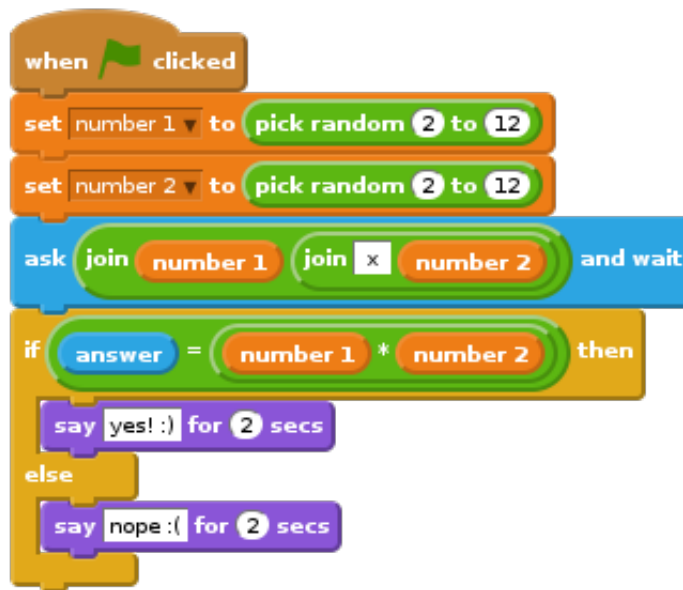 when clicked
set number 1 to pick random 2 to 12
set number 2 to pick random 2 to 12
ask join number 1 join x number 2 and wait
if answer = number 1 * number 2 then
say yes! :) for 2 secs
else
say nope :( for 2 secs